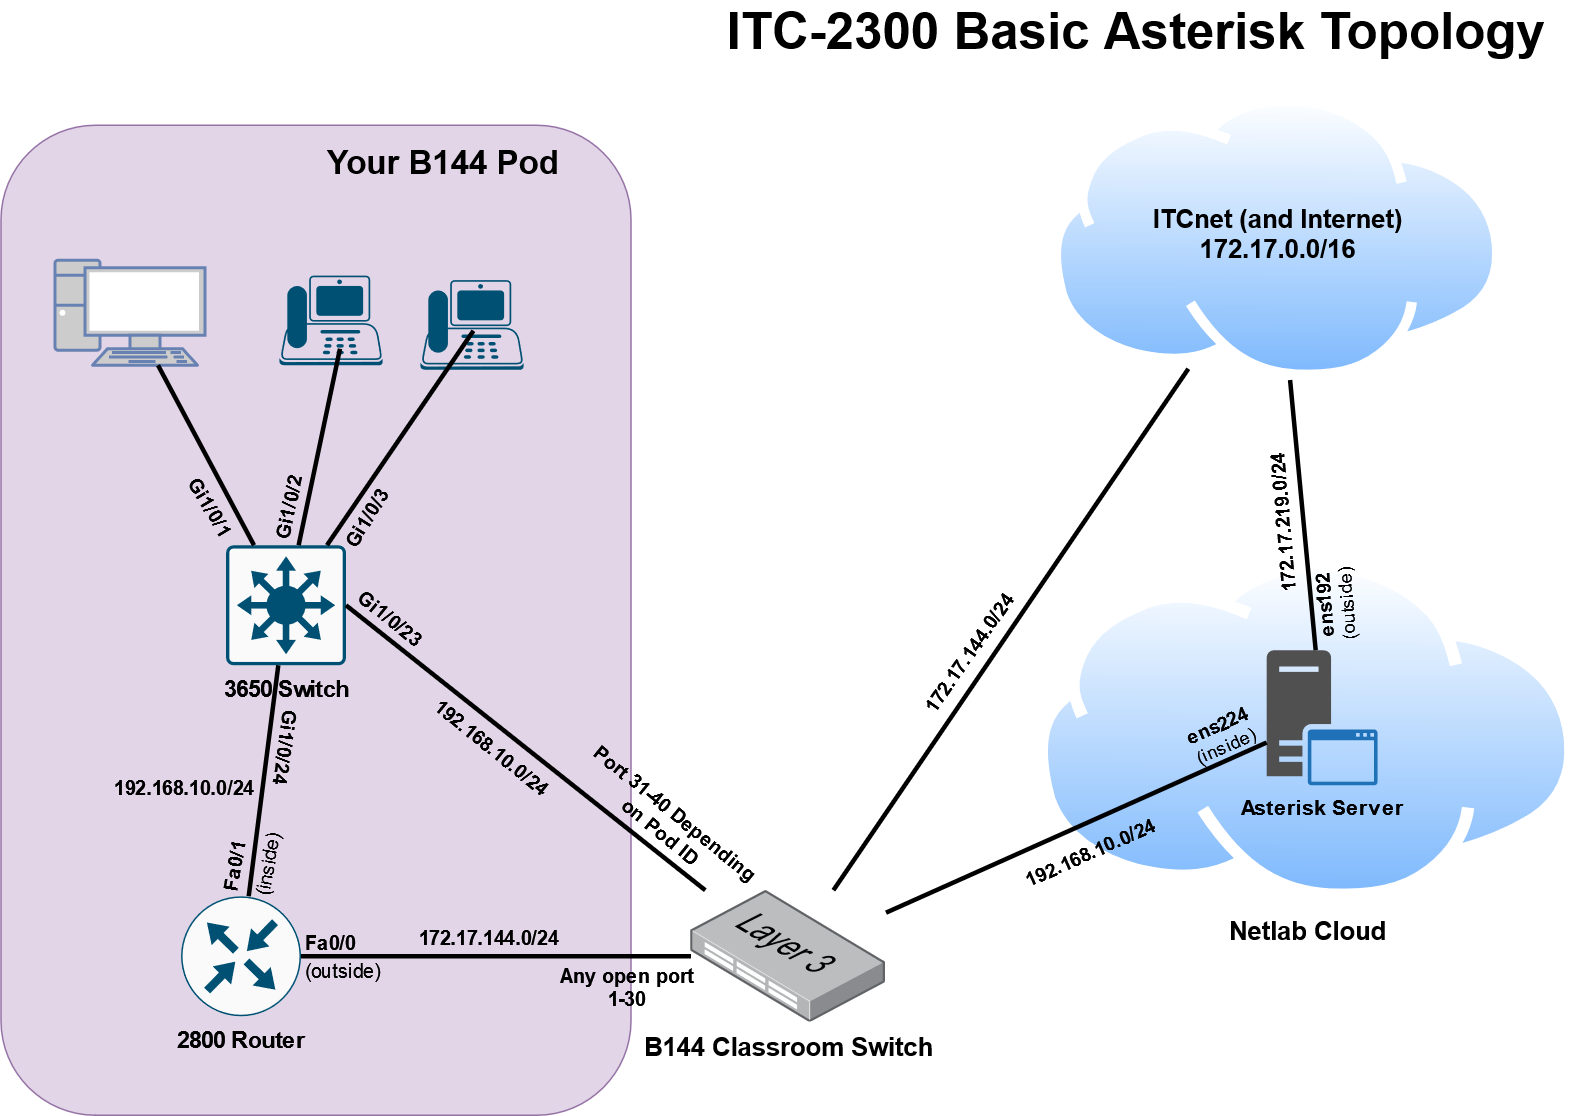 ITC-2300 Basic Asterisk Topology
Your B144 Pod
ITCnet (and Internet)
172.17.0.0/16
Gi1/0/1
Gi1/0/2
Gi1/0/3
Gi1/0/23
3650 Switch
Gi1/0/24
192.168.10.0/24
192.168.10.0/24
Port 31-40 Depending
on Pod ID
172.17.144.0/24
172.17.219.0/24
ens192
(outside)
ens224
(inside)
Asterisk Server
192.168.10.0/24
Netlab Cloud
Fa0/1
(inside)
Fa0/0
(outside)
172.17.144.0/24
Any open port
1-30
Layer 3
2800 Router
B144 Classroom Switch